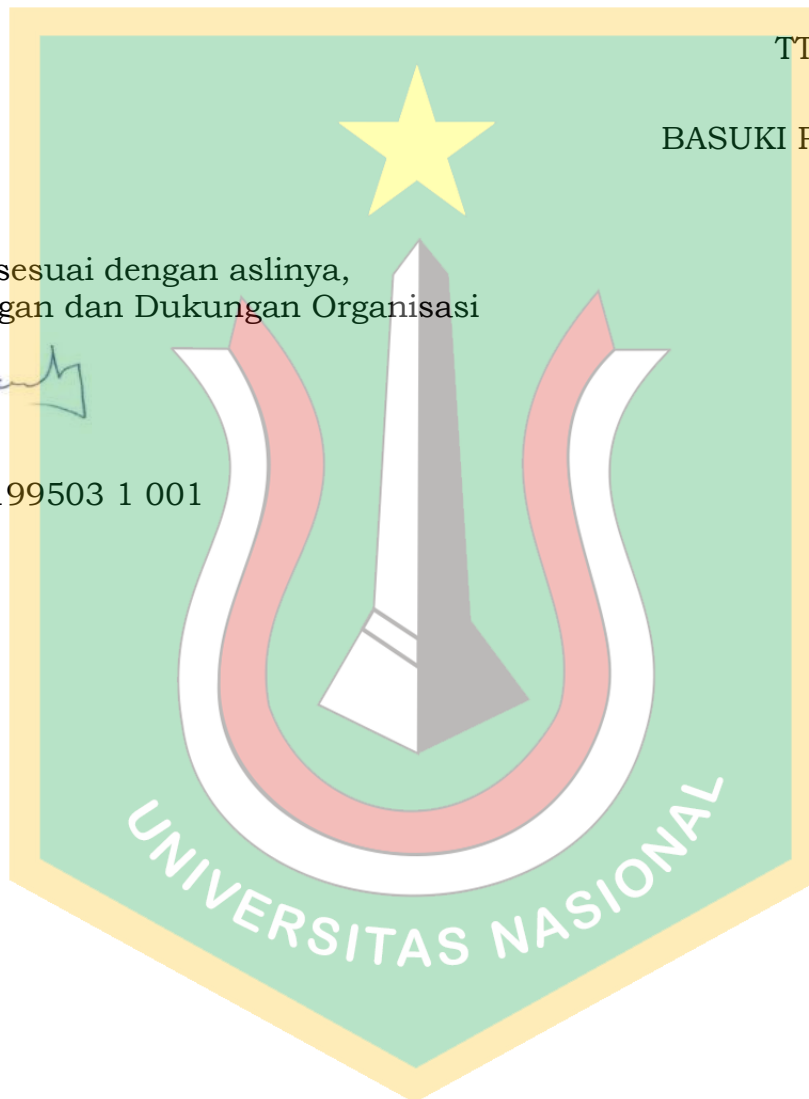 TT
BASUKI
sesuai dengan aslinya,
gan dan Dukungan Organisasi
199503 1 001
UNIVERSITAS NASIONAL